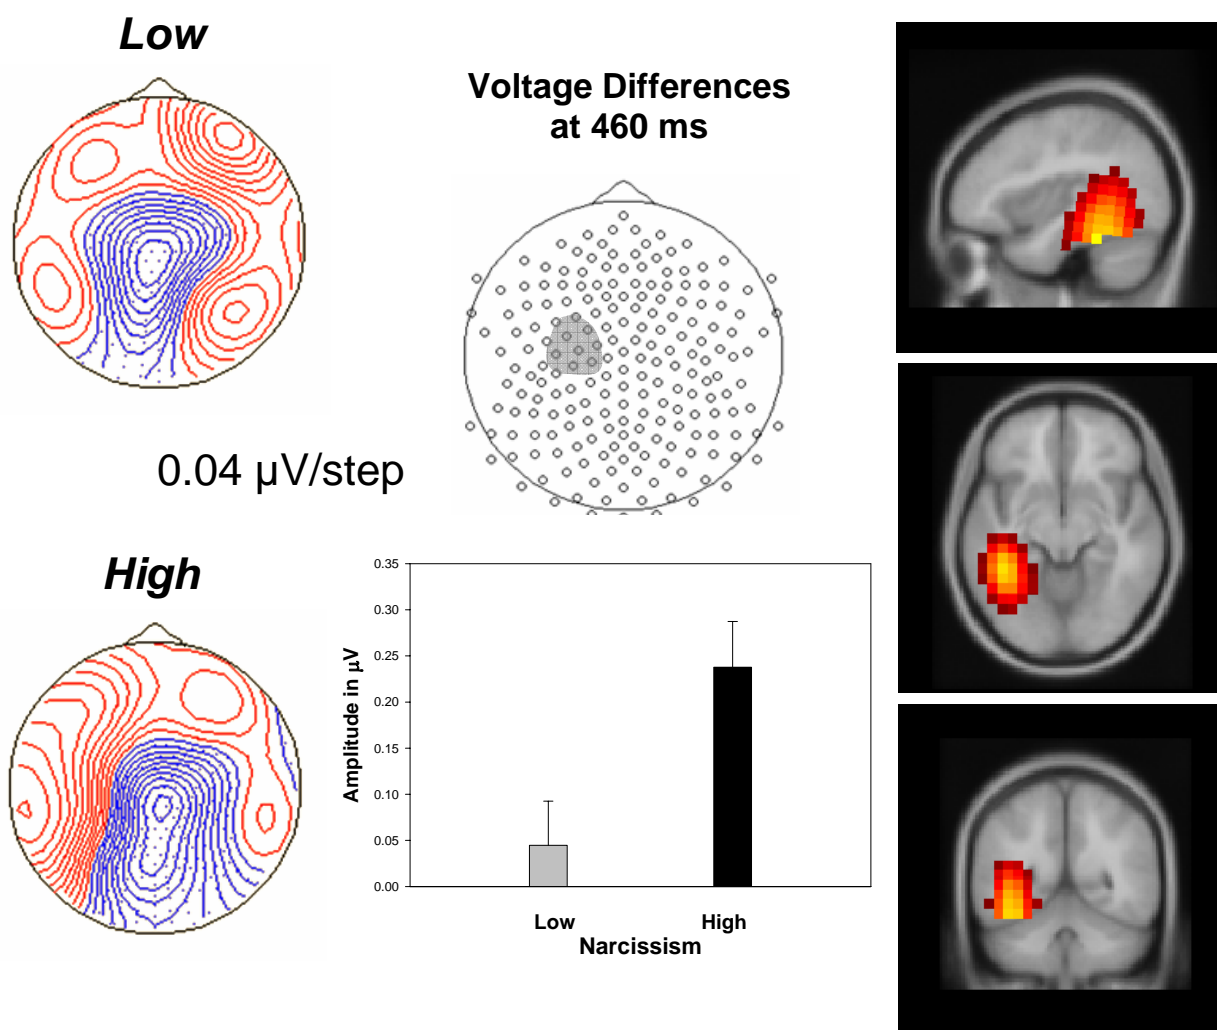 Low
Voltage Differences
at 460 ms
0.04 µV/step
High
Amplitude in µV
0.35
0.30
0.25
0.20
0.15
0.10
0.05
0.00
Low High
Narcissism